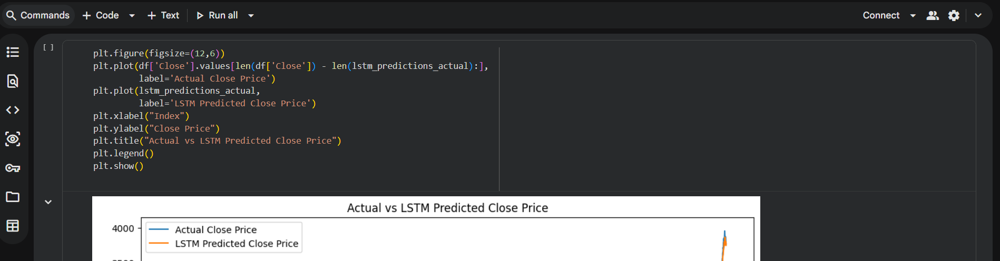 Commands + Code + Text Run all Connect
[ ]
plt.figure(figsize=(12,6))
plt.plot(df['Close'].values[len(df['Close']) - len(lstm_predictions_actual):],
         label='Actual Close Price')
plt.plot(lstm_predictions_actual,
         label='LSTM Predicted Close Price')
plt.xlabel("Index")
plt.ylabel("Close Price")
plt.title("Actual vs LSTM Predicted Close Price")
plt.legend()
plt.show()
Actual vs LSTM Predicted Close Price
4000
Actual Close Price
LSTM Predicted Close Price